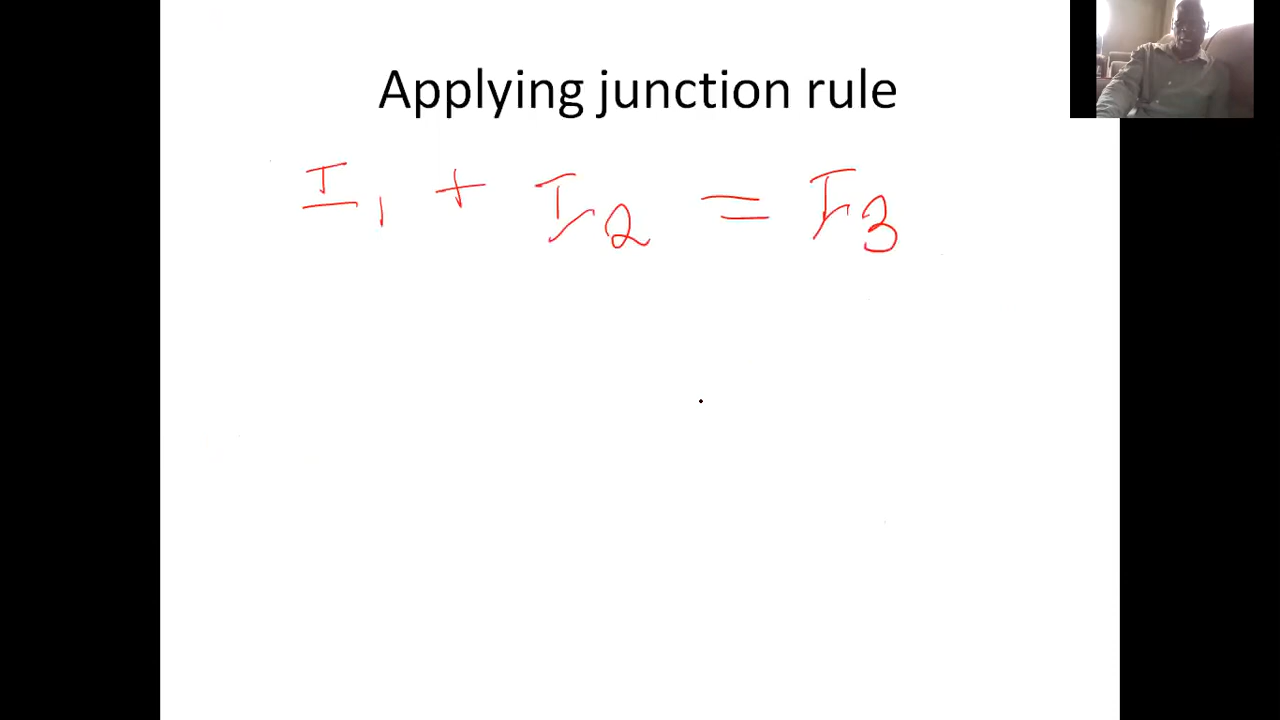 Applying junction rule
I₁ + I₂ = I₃